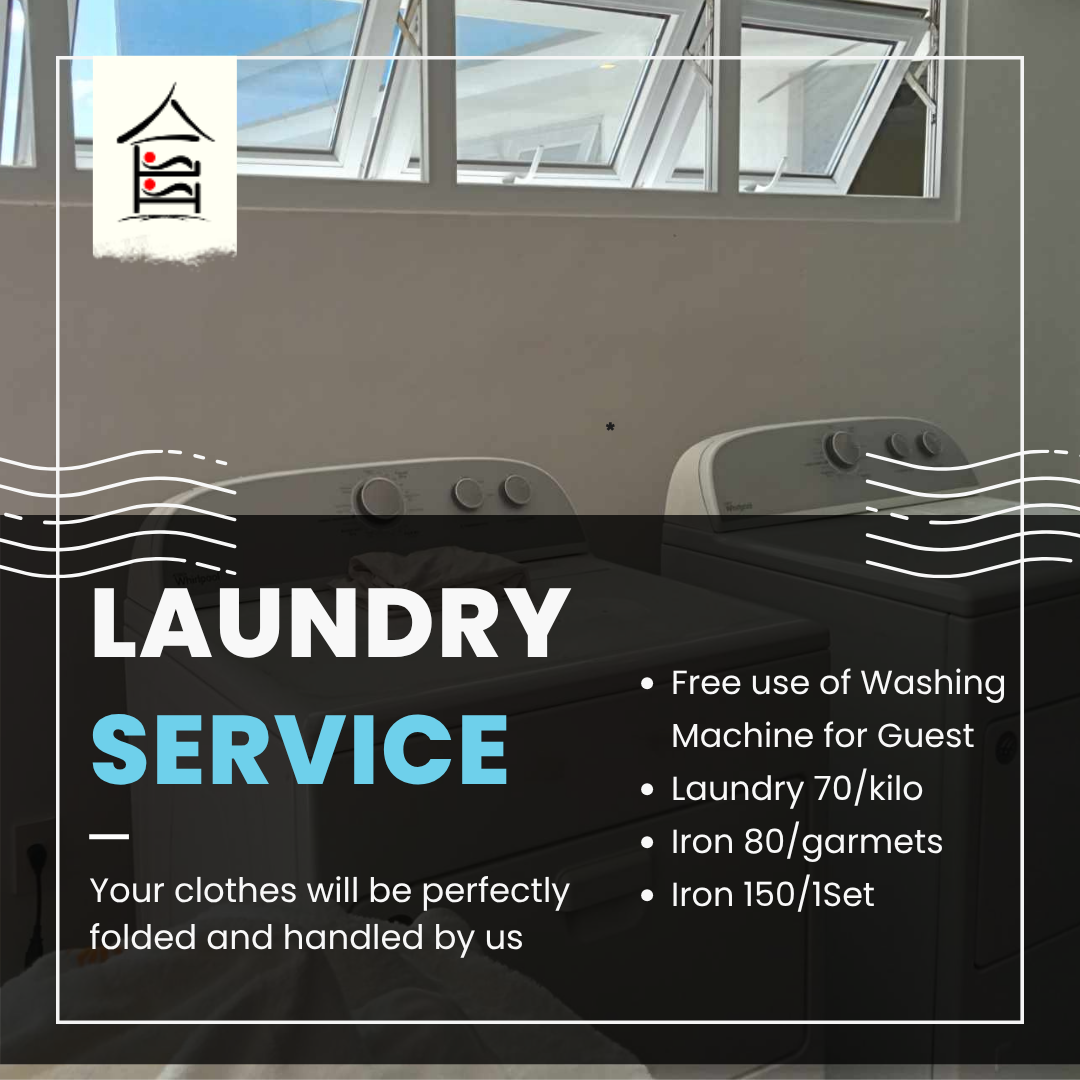 Whirlpool
LAUNDRY
SERVICE
Your clothes will be perfectly
folded and handled by us
• Free use of Washing
Machine for Guest
• Laundry 70/kilo
• Iron 80/garmets
• Iron 150/1Set